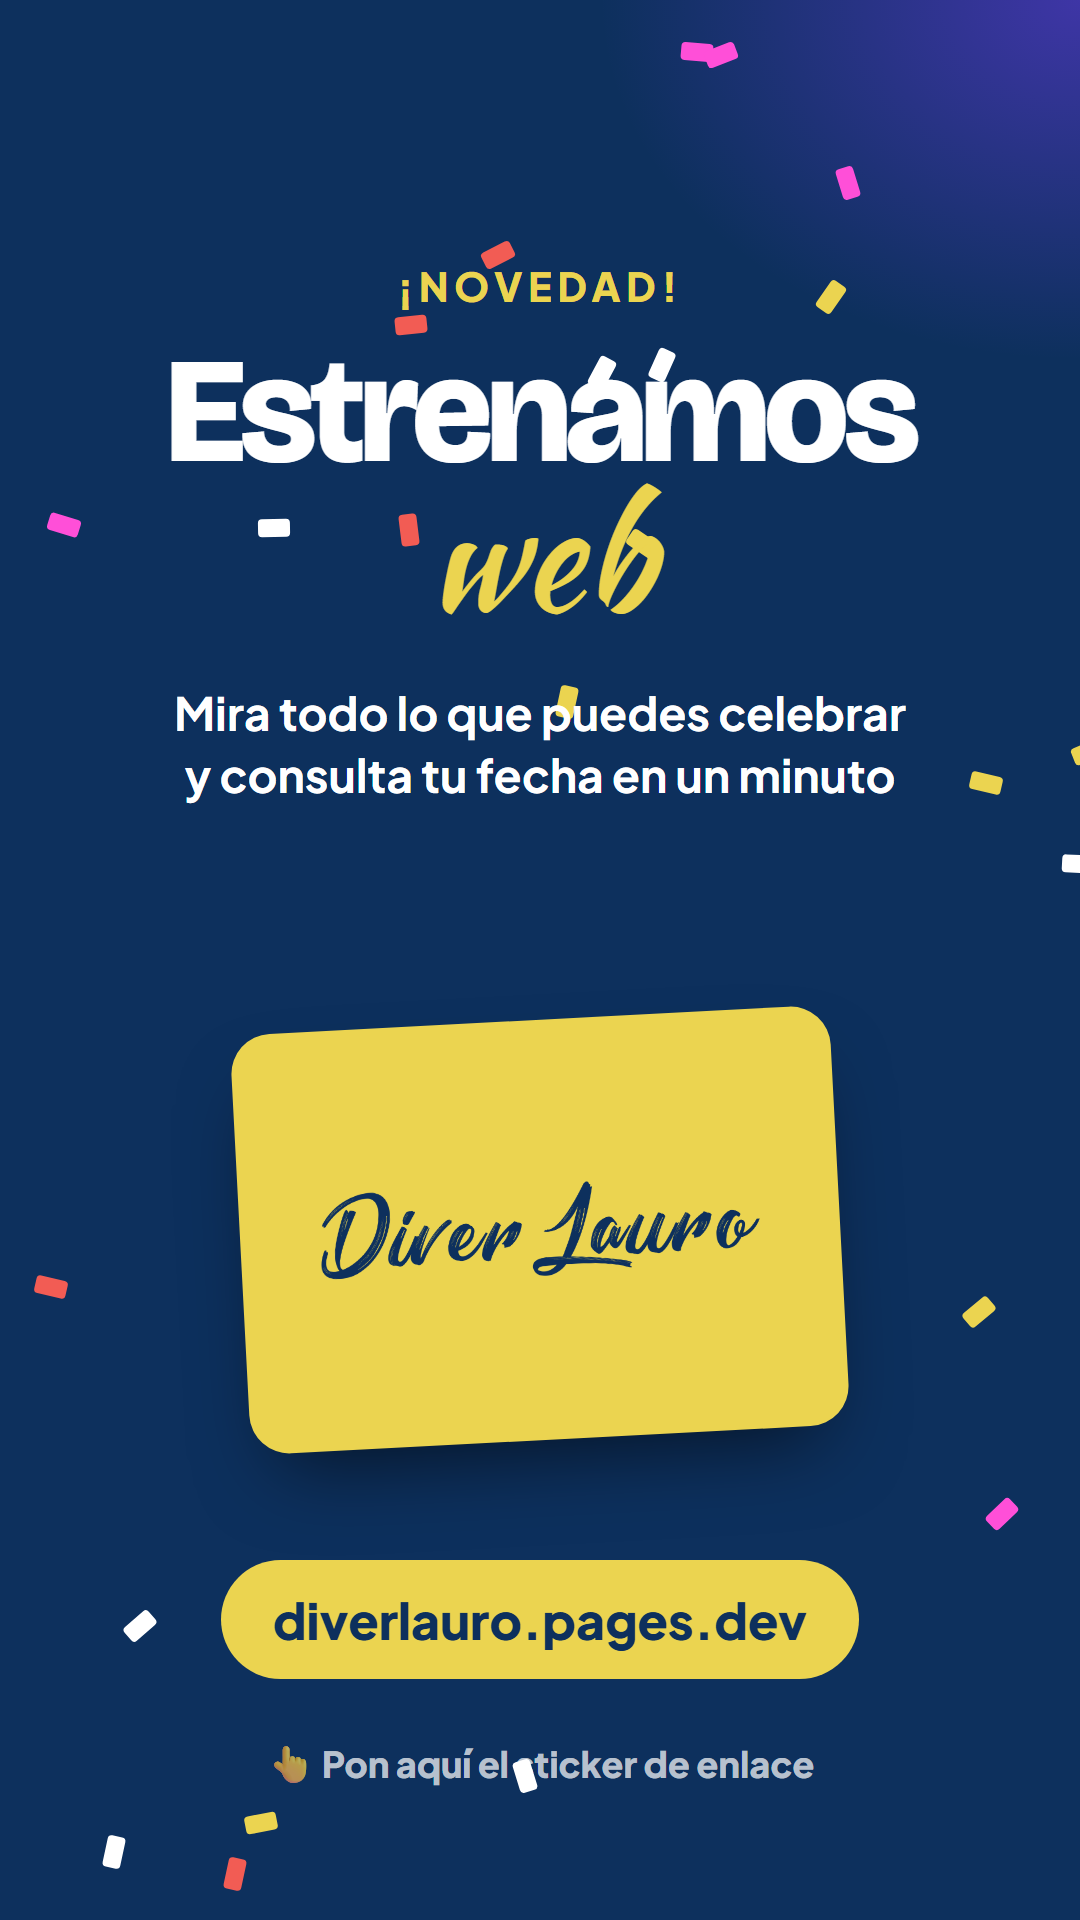 ¡NOVEDAD!
Estrenamos
web
Mira todo lo que puedes celebrar
y consulta tu fecha en un minuto
Diver Lauro
diverlauro.pages.dev
👆 Pon aquí el sticker de enlace